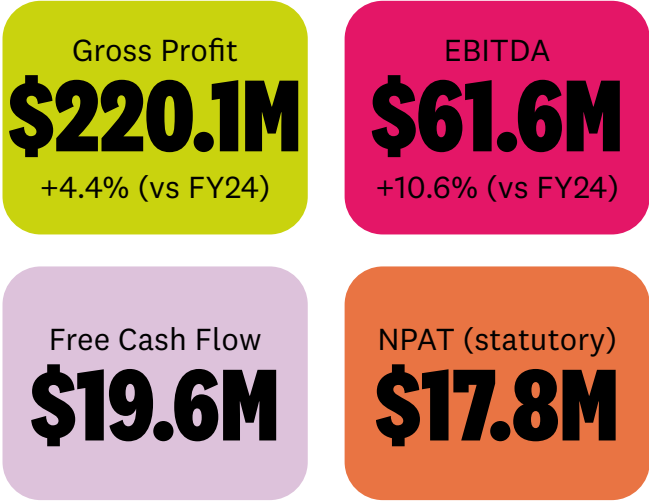 Gross Profit
$220.1M
+4.4% (vs FY24)
EBITDA
$61.6M
+10.6% (vs FY24)
Free Cash Flow
$19.6M
NPAT (statutory)
$17.8M